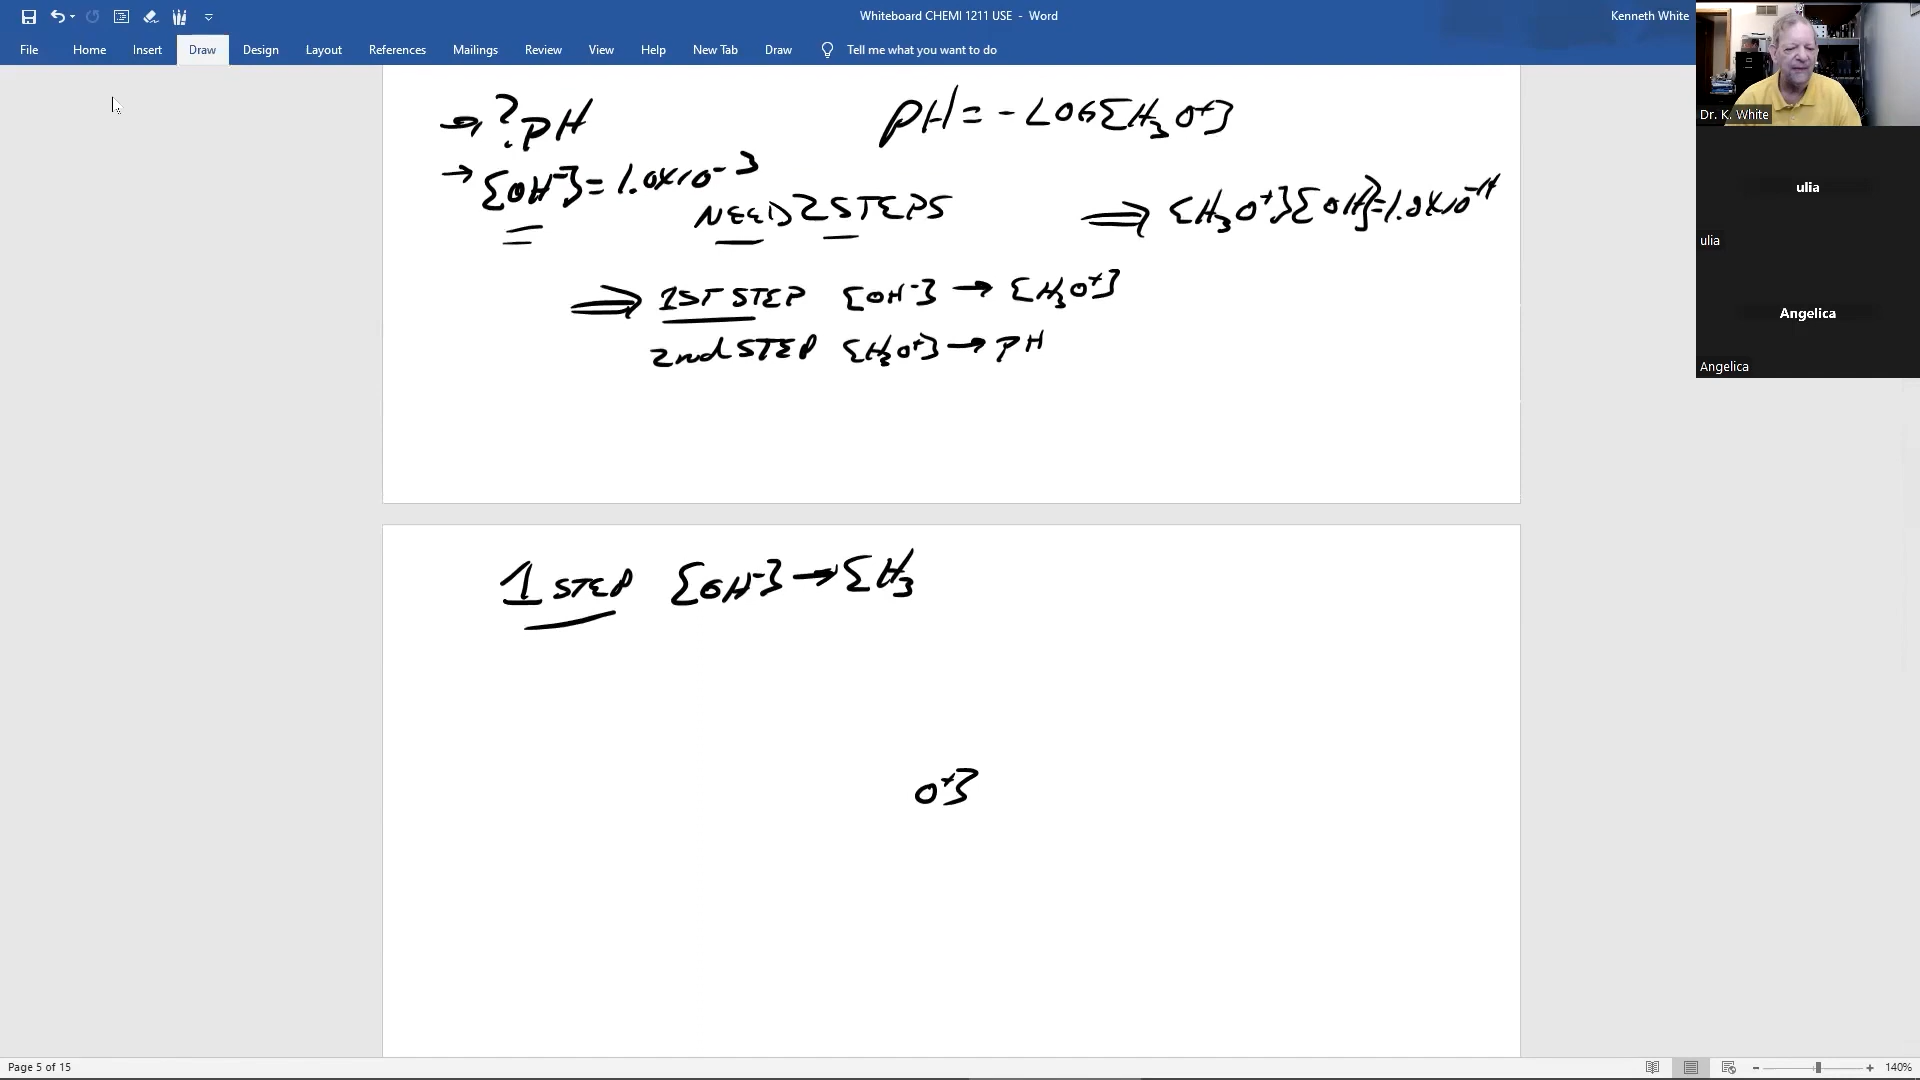 Whiteboard CHEMI 1211 USE - Word
Kenneth White
File Home Insert Draw Design Layout References Mailings Review View Help New Tab Draw Tell me what you want to do
→ ? pH
pH = - LOG[H₃O⁺]
→ [OH⁻] = 1.0x10⁻³
NEED 2 STEPS
⇒ [H₃O⁺][OH⁻]=1.0x10⁻¹⁴
⇒ 1ST STEP [OH⁻] → [H₃O⁺]
2nd STEP [H₃O⁺] → pH
1 STEP [OH⁻] → [H₃
O⁺]
Dr. K. White
ulia
ulia
Angelica
Angelica
Page 5 of 15
140%